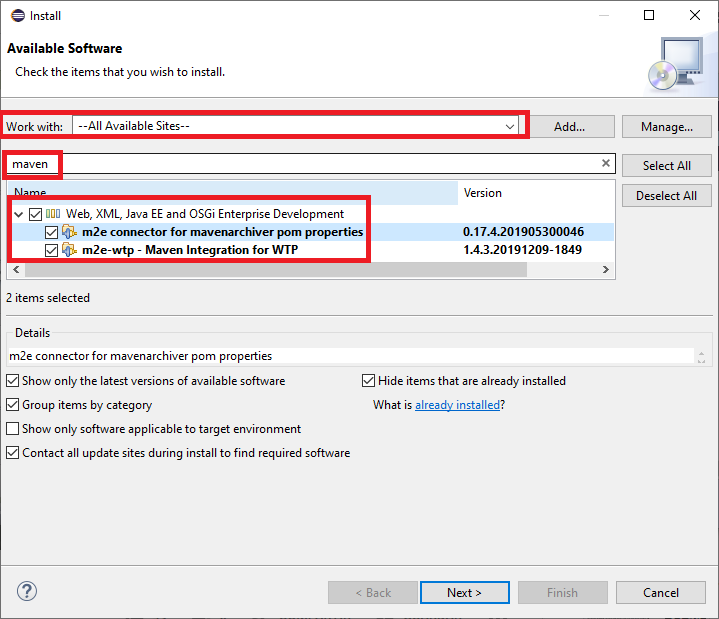 Install
Available Software
Check the items that you wish to install.
Work with: --All Available Sites-- Add... Manage...
maven Select All
Name Version Deselect All
Web, XML, Java EE and OSGi Enterprise Development
m2e connector for mavenarchiver pom properties 0.17.4.201905300046
m2e-wtp - Maven Integration for WTP 1.4.3.20191209-1849
2 items selected
Details
m2e connector for mavenarchiver pom properties
Show only the latest versions of available software Hide items that are already installed
Group items by category What is already installed?
Show only software applicable to target environment
Contact all update sites during install to find required software
? < Back Next > Finish Cancel